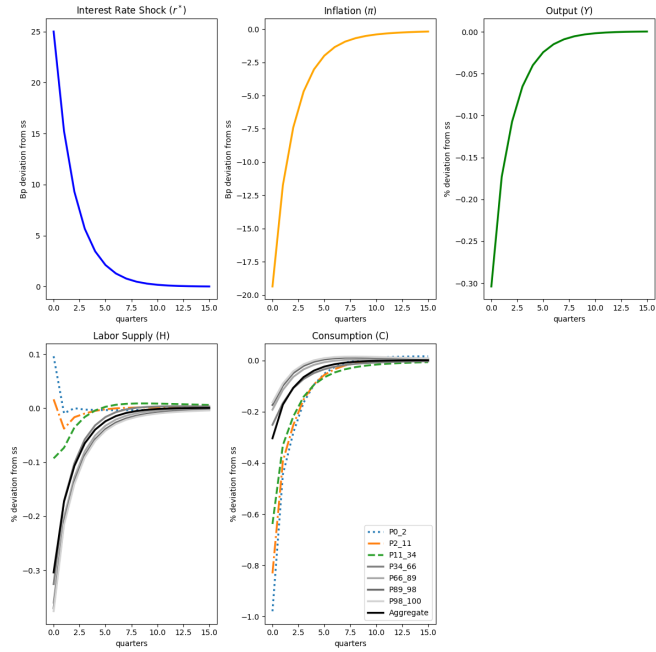 Interest Rate Shock (r*)
Bp deviation from ss
25
20
15
10
5
0
0.0 2.5 5.0 7.5 10.0 12.5 15.0
quarters
Inflation (π)
Bp deviation from ss
0.0
−2.5
−5.0
−7.5
−10.0
−12.5
−15.0
−17.5
−20.0
0.0 2.5 5.0 7.5 10.0 12.5 15.0
quarters
Output (Y)
% deviation from ss
0.00
−0.05
−0.10
−0.15
−0.20
−0.25
−0.30
0.0 2.5 5.0 7.5 10.0 12.5 15.0
quarters
Labor Supply (H)
% deviation from ss
0.1
0.0
−0.1
−0.2
−0.3
0.0 2.5 5.0 7.5 10.0 12.5 15.0
quarters
Consumption (C)
% deviation from ss
0.0
−0.2
−0.4
−0.6
−0.8
−1.0
0.0 2.5 5.0 7.5 10.0 12.5 15.0
quarters
P0_2
P2_11
P11_34
P34_66
P66_89
P89_98
P98_100
Aggregate